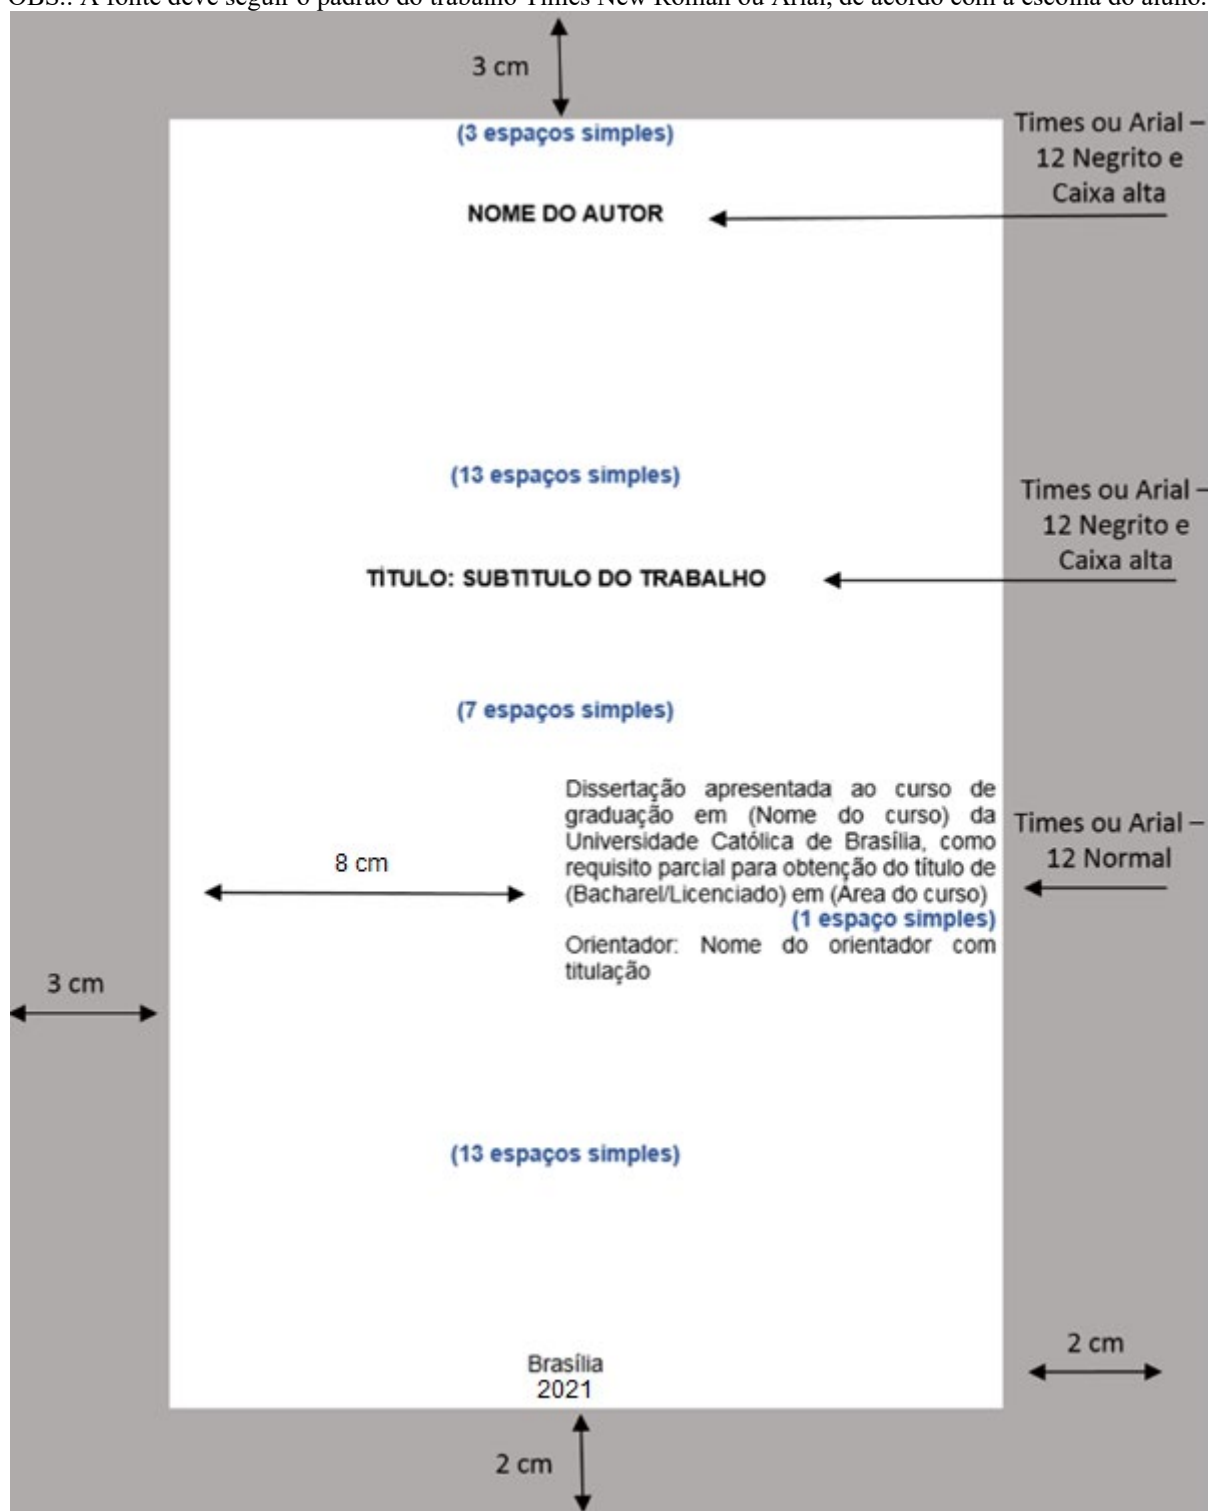 OBS.: A fonte deve seguir o padrão do trabalho Times New Roman ou Arial, de acordo com a escolha do aluno.
3 cm
(3 espaços simples)
Times ou Arial –
12 Negrito e
Caixa alta
NOME DO AUTOR
(13 espaços simples)
Times ou Arial –
12 Negrito e
Caixa alta
TÍTULO: SUBTITULO DO TRABALHO
(7 espaços simples)
Dissertação apresentada ao curso de
graduação em (Nome do curso) da
Universidade Católica de Brasília, como
requisito parcial para obtenção do título de
(Bacharel/Licenciado) em (Área do curso)
(1 espaço simples)
Orientador: Nome do orientador com
titulação
Times ou Arial –
12 Normal
8 cm
3 cm
(13 espaços simples)
2 cm
Brasília
2021
2 cm